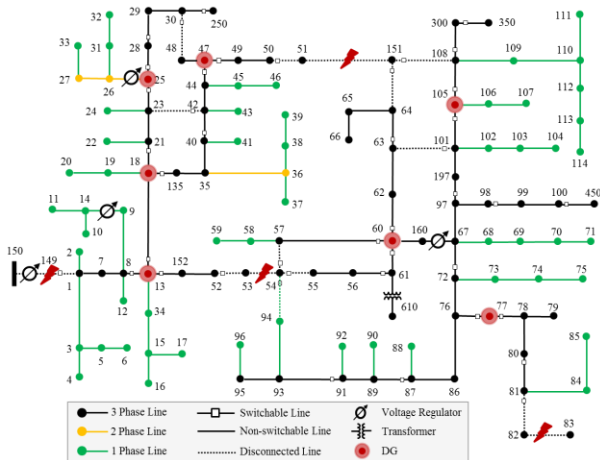 32 29 30 250 111
33 31 28 48 47 49 50 51 151 300 350
108 109 110
27 26 25 44 45 46 112
105 106 107
24 23 42 43 65 64 113
39
22 21 40 41 38 66 63 101 102 103 104 114
20 19 18 135 35 36 197
62
37 97 98 99 100 450
11 14 9
10
59 58 57 60 160 67 68 69 70 71
150 149 2
1 7 8 13 152 52 53 54 55 56 61 72 73 74 75
12
34 94 610 76 77 78 79
3 5 6 15 17 96 92 90 88 80 85
4 16 95 93 91 89 87 86 81 84
82 83
3 Phase Line
Switchable Line
Voltage Regulator
2 Phase Line
Non-switchable Line
Transformer
1 Phase Line
Disconnected Line
DG